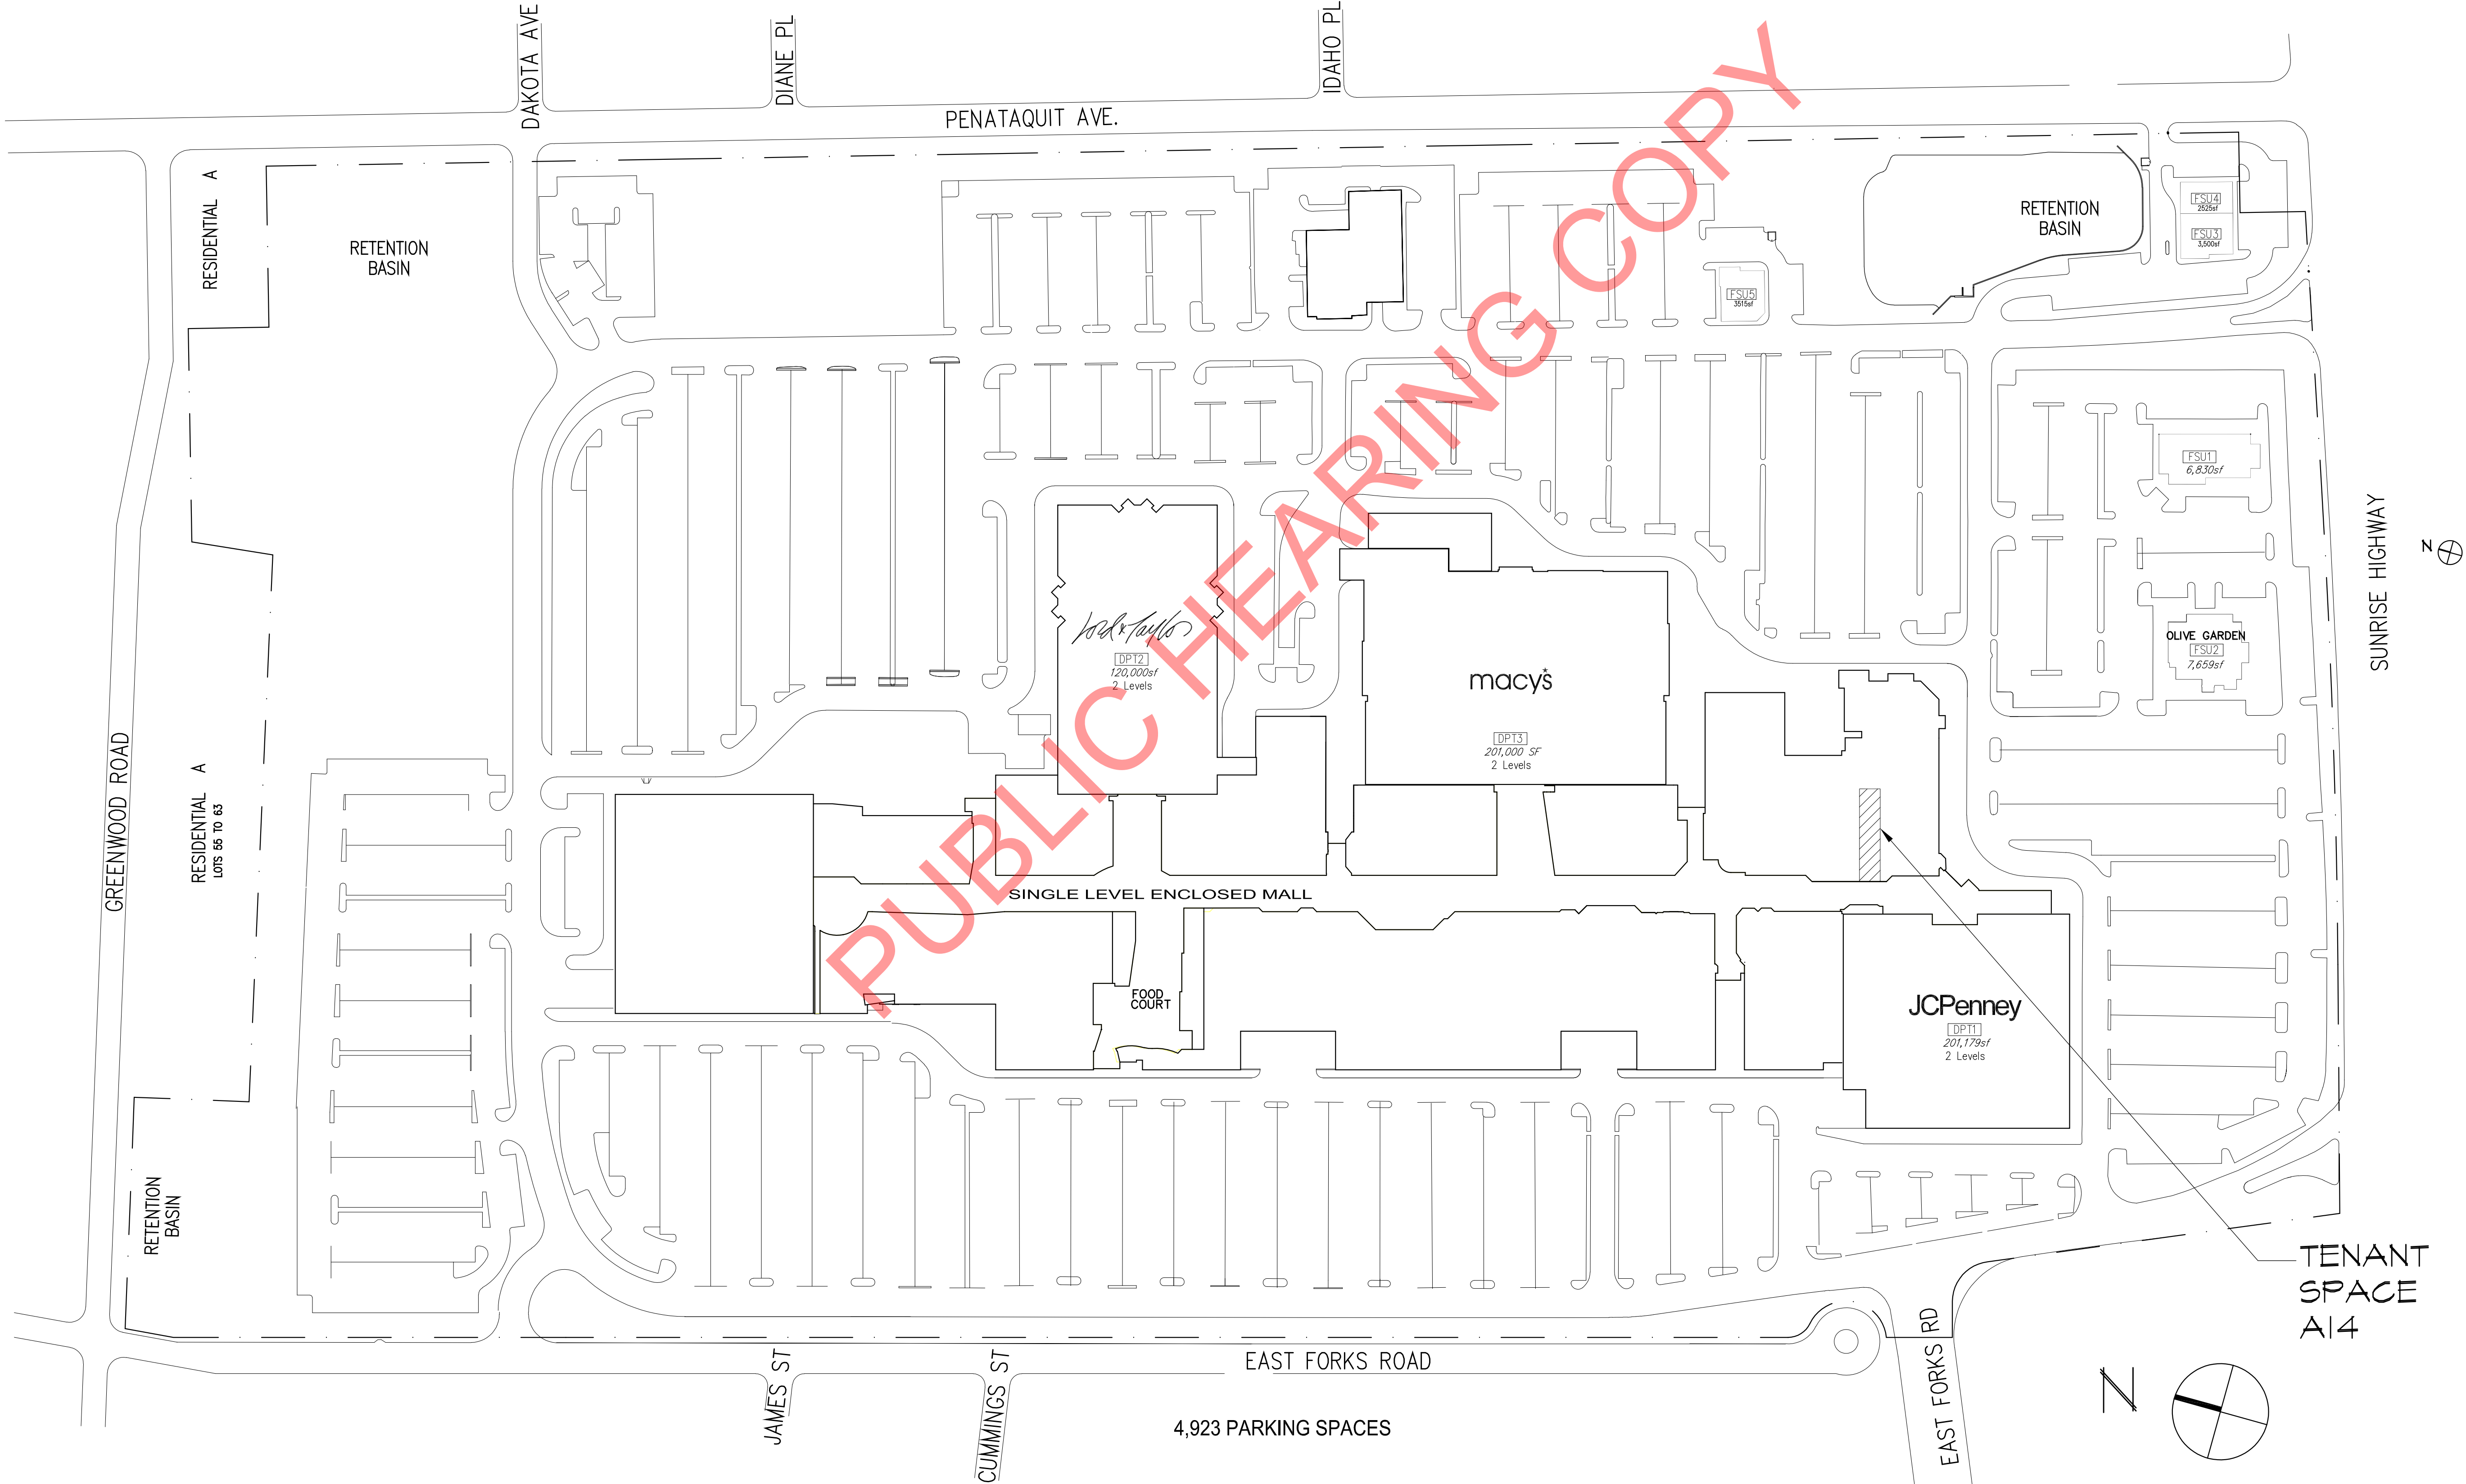 DAKOTA AVE
DIANE PL
IDAHO PL
PENATAQUIT AVE.
RESIDENTIAL A
RETENTION
BASIN
RETENTION
BASIN
FSU4
2525sf
FSU3
3,500sf
FSU5
3515sf
FSU1
6,830sf
SUNRISE HIGHWAY
N
OLIVE GARDEN
FSU2
7,659sf
Lord & Taylor
DPT2
120,000sf
2 Levels
macy's
DPT3
201,000 SF
2 Levels
GREENWOOD ROAD
RESIDENTIAL A
LOTS 55 TO 63
SINGLE LEVEL ENCLOSED MALL
FOOD
COURT
JCPenney
DPT1
201,179sf
2 Levels
RETENTION
BASIN
TENANT
SPACE
A14
EAST FORKS ROAD
EAST FORKS RD
JAMES ST
CUMMINGS ST
4,923 PARKING SPACES
N
PUBLIC HEARING COPY